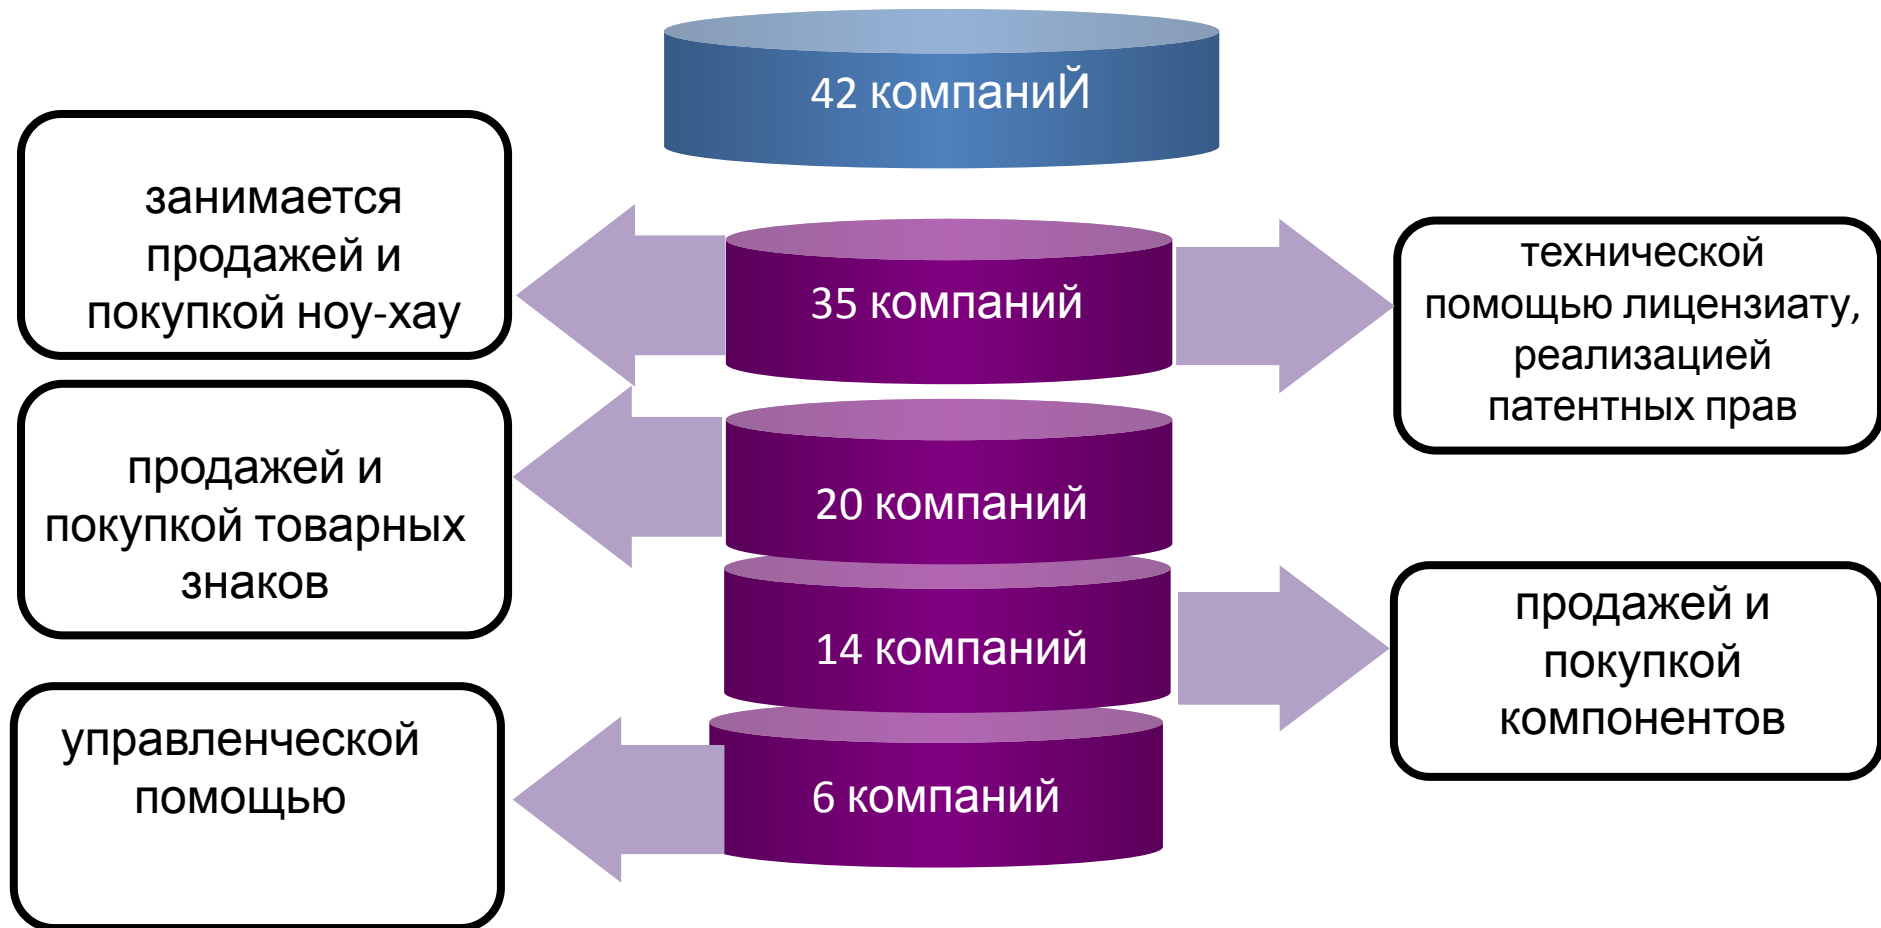 42 компаниЙ
занимается
продажей и
покупкой ноу-хау
35 компаний
технической
помощью лицензиату,
реализацией
патентных прав
продажей и
покупкой товарных
знаков
20 компаний
14 компаний
продажей и
покупкой
компонентов
управленческой
помощью
6 компаний